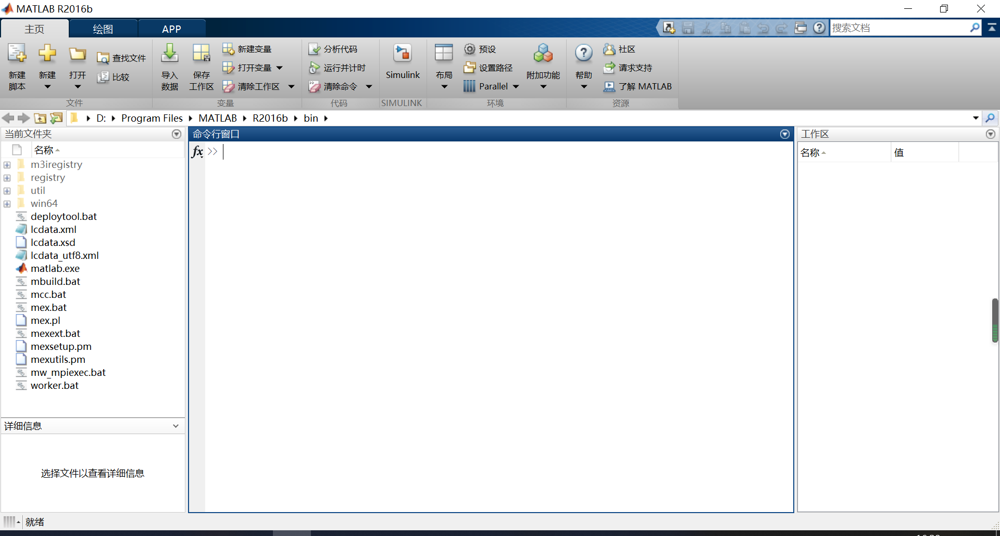 MATLAB R2016b
主页 绘图 APP
搜索文档
新建脚本 新建 打开 查找文件 比较
文件
导入数据 保存工作区 新建变量 打开变量 清除工作区
变量
分析代码 运行并计时 清除命令
代码
Simulink
SIMULINK
布局 预设 设置路径 Parallel 附加功能
环境
帮助 社区 请求支持 了解 MATLAB
资源
D: Program Files MATLAB R2016b bin
当前文件夹
名称
m3iregistry
registry
util
win64
deploytool.bat
lcdata.xml
lcdata.xsd
lcdata_utf8.xml
matlab.exe
mbuild.bat
mcc.bat
mex.bat
mex.pl
mexext.bat
mexsetup.pm
mexutils.pm
mw_mpiexec.bat
worker.bat
详细信息
选择文件以查看详细信息
命令行窗口
fx >>
工作区
名称 值
就绪